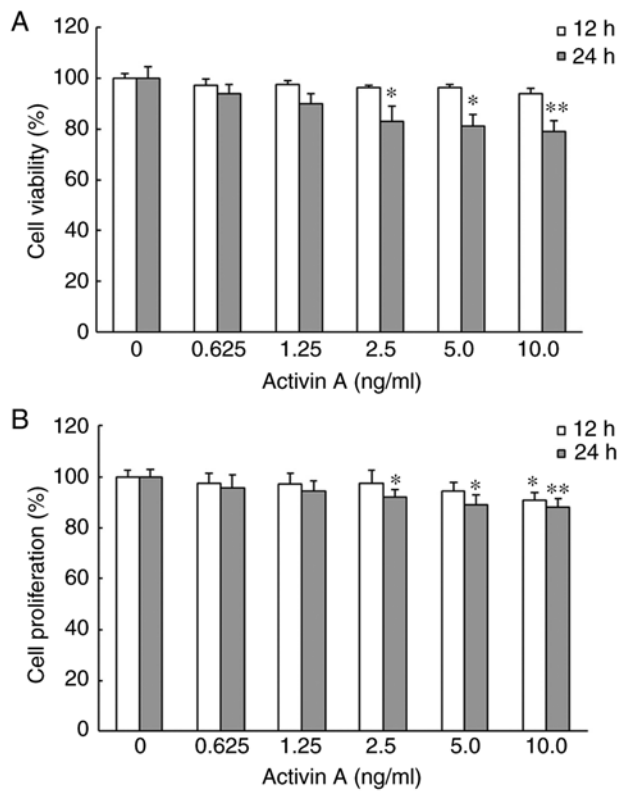 A
120
100
80
60
40
20
0
Cell viability (%)
12 h
24 h
*
*
**
0 0.625 1.25 2.5 5.0 10.0
Activin A (ng/ml)
B
120
100
80
60
40
20
0
Cell proliferation (%)
12 h
24 h
*
*
*
**
0 0.625 1.25 2.5 5.0 10.0
Activin A (ng/ml)